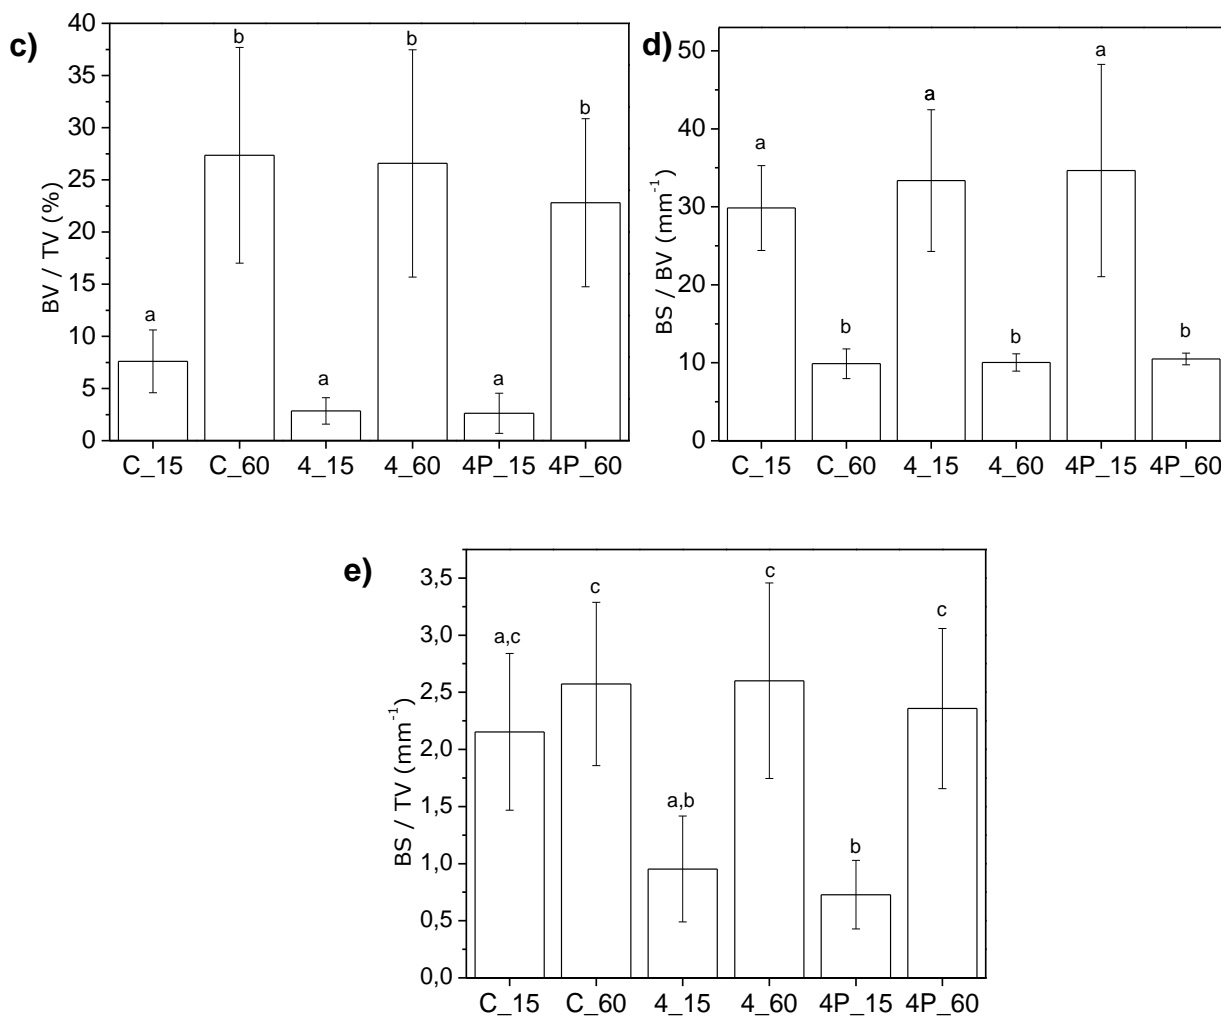 c)
BV / TV (%)
40
35
30
25
20
15
10
5
0
a
b
a
b
a
b
C_15 C_60 4_15 4_60 4P_15 4P_60
d)
BS / BV (mm⁻¹)
50
40
30
20
10
0
a
b
a
b
a
b
C_15 C_60 4_15 4_60 4P_15 4P_60
e)
BS / TV (mm⁻¹)
3,5
3,0
2,5
2,0
1,5
1,0
0,5
0,0
a,c
c
a,b
c
b
c
C_15 C_60 4_15 4_60 4P_15 4P_60